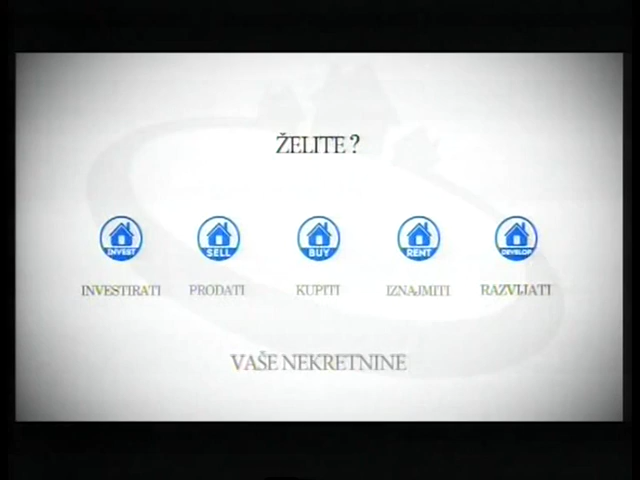 ŽELITE ?
INVEST SELL BUY RENT DEVELOP
INVESTIRATI PRODATI KUPITI IZNAJMITI RAZVIJATI
VAŠE NEKRETNINE